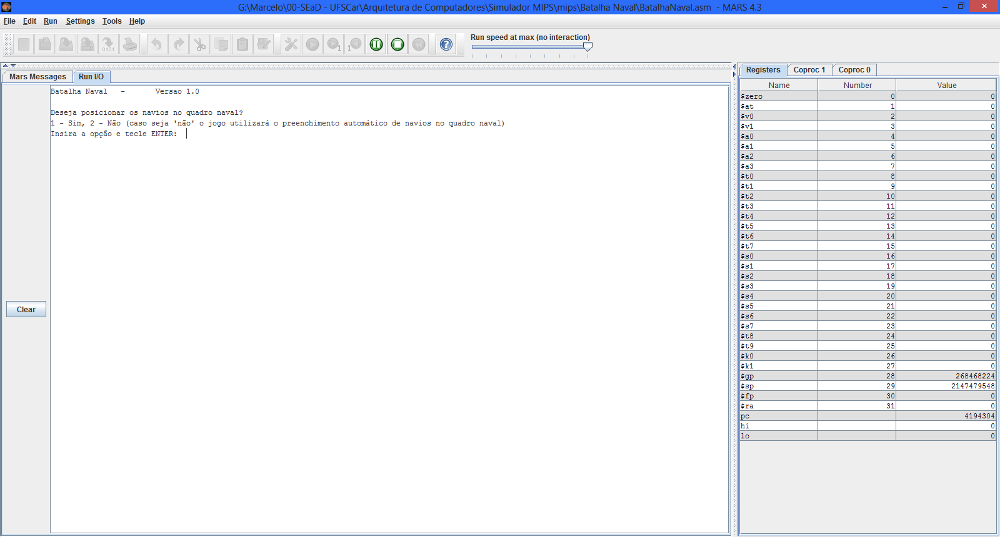 G:\Marcelo\00-SEaD - UFSCar\Arquitetura de Computadores\Simulador MIPS\mips\Batalha Naval\BatalhaNaval.asm - MARS 4.3
File Edit Run Settings Tools Help
Run speed at max (no interaction)
Mars Messages Run I/O
Batalha Naval - Versao 1.0
Deseja posicionar os navios no quadro naval?
1 - Sim, 2 - Não (caso seja 'não' o jogo utilizará o preenchimento automático de navios no quadro naval)
Insira a opção e tecle ENTER:
Clear
Registers Coproc 1 Coproc 0
Name Number Value
$zero 0 0
$at 1 0
$v0 2 0
$v1 3 0
$a0 4 0
$a1 5 0
$a2 6 0
$a3 7 0
$t0 8 0
$t1 9 0
$t2 10 0
$t3 11 0
$t4 12 0
$t5 13 0
$t6 14 0
$t7 15 0
$s0 16 0
$s1 17 0
$s2 18 0
$s3 19 0
$s4 20 0
$s5 21 0
$s6 22 0
$s7 23 0
$t8 24 0
$t9 25 0
$k0 26 0
$k1 27 0
$gp 28 268468224
$sp 29 2147479548
$fp 30 0
$ra 31 0
pc 4194304
hi 0
lo 0